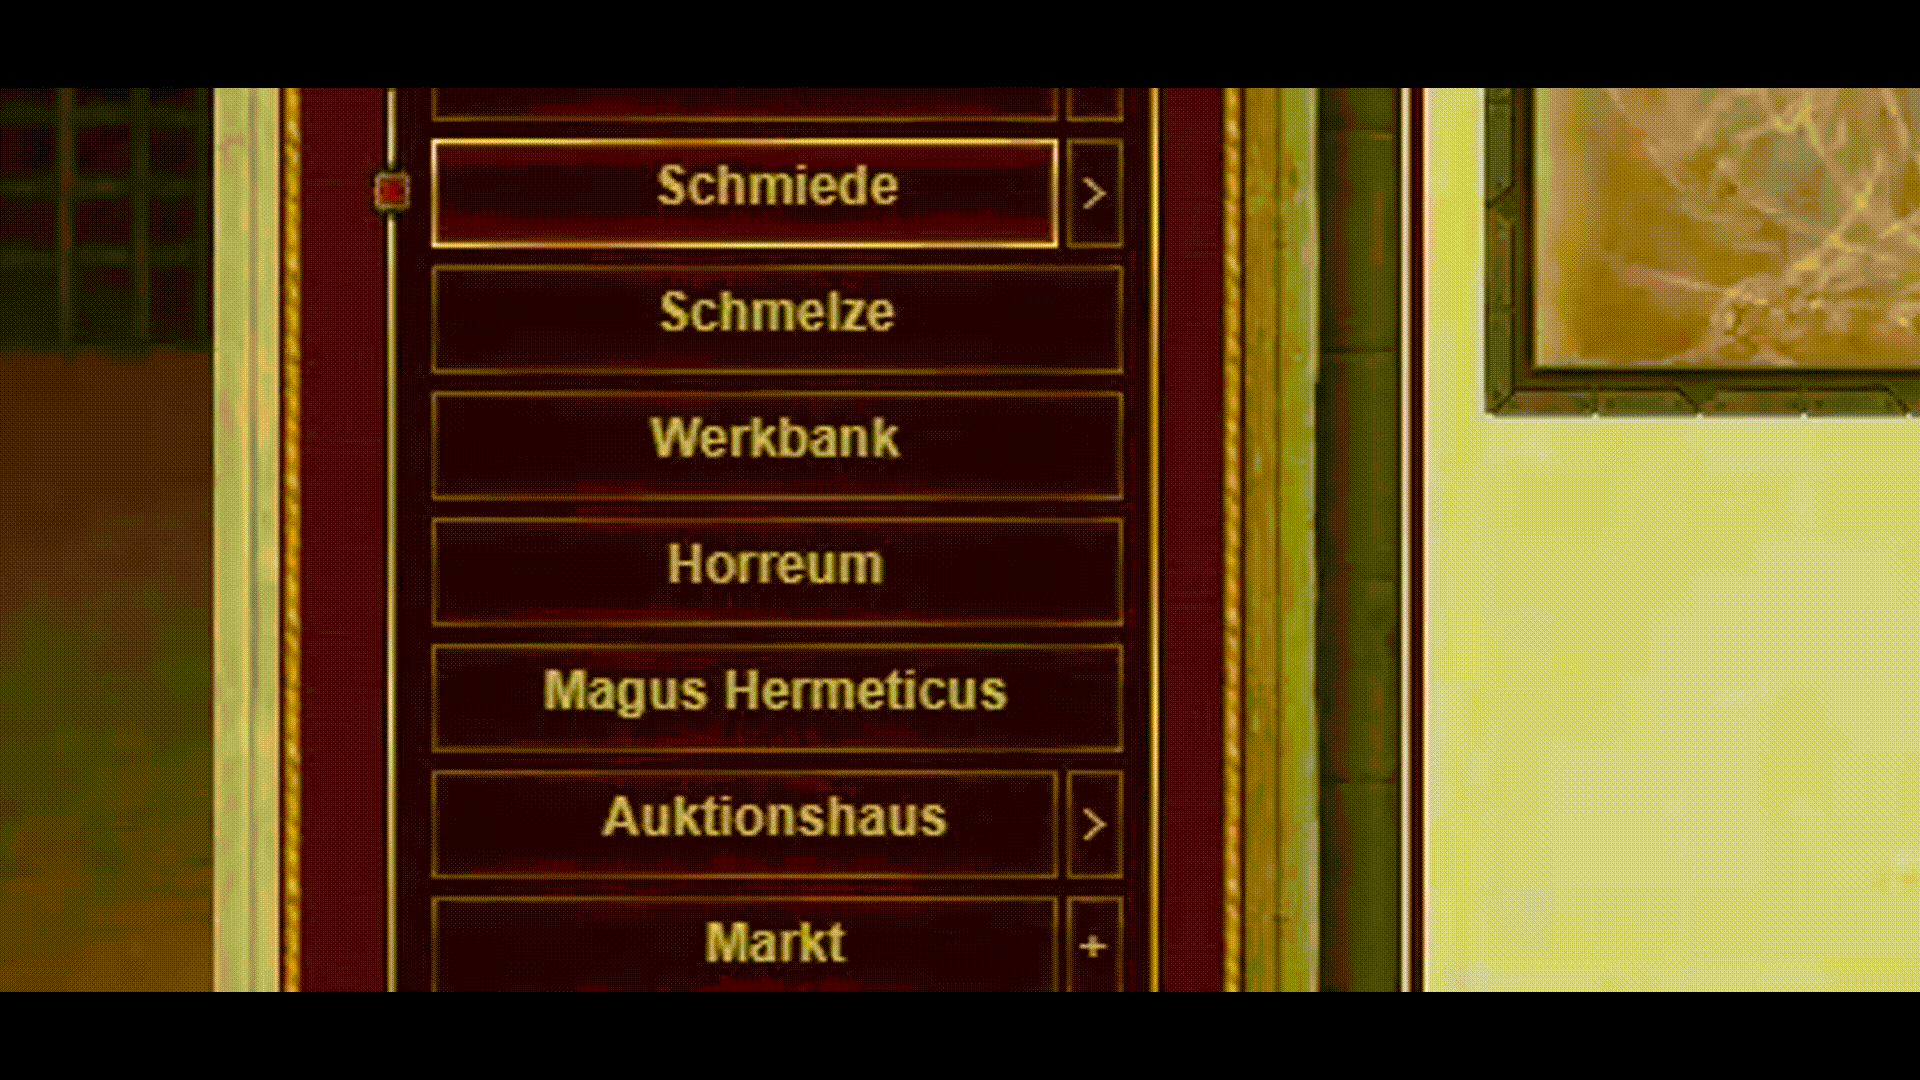 Schmiede >
Schmelze
Werkbank
Horreum
Magus Hermeticus
Auktionshaus >
Markt +